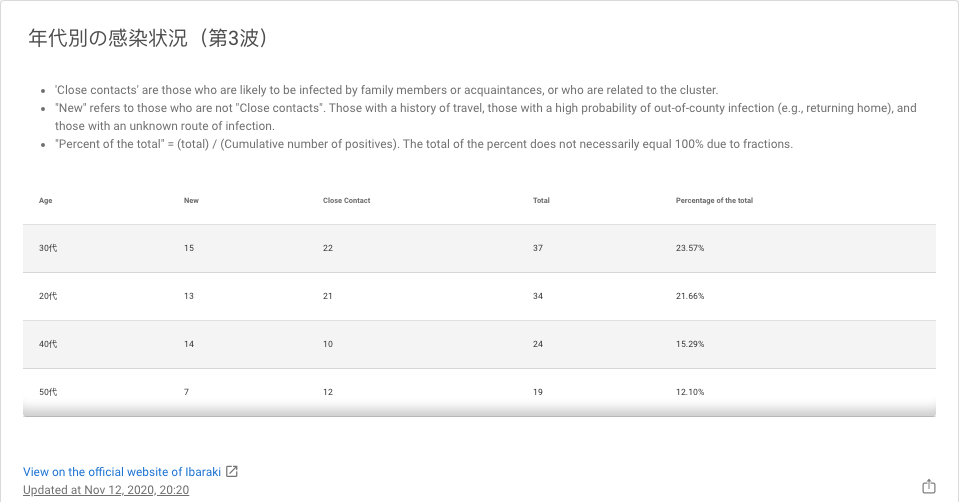 年代別の感染状況（第3波）
'Close contacts' are those who are likely to be infected by family members or acquaintances, or who are related to the cluster.
"New" refers to those who are not "Close contacts". Those with a history of travel, those with a high probability of out-of-county infection (e.g., returning home), and
those with an unknown route of infection.
"Percent of the total" = (total) / (Cumulative number of positives). The total of the percent does not necessarily equal 100% due to fractions.
Age New Close Contact Total Percentage of the total
30代 15 22 37 23.57%
20代 13 21 34 21.66%
40代 14 10 24 15.29%
50代 7 12 19 12.10%
View on the official website of Ibaraki
Updated at Nov 12, 2020, 20:20